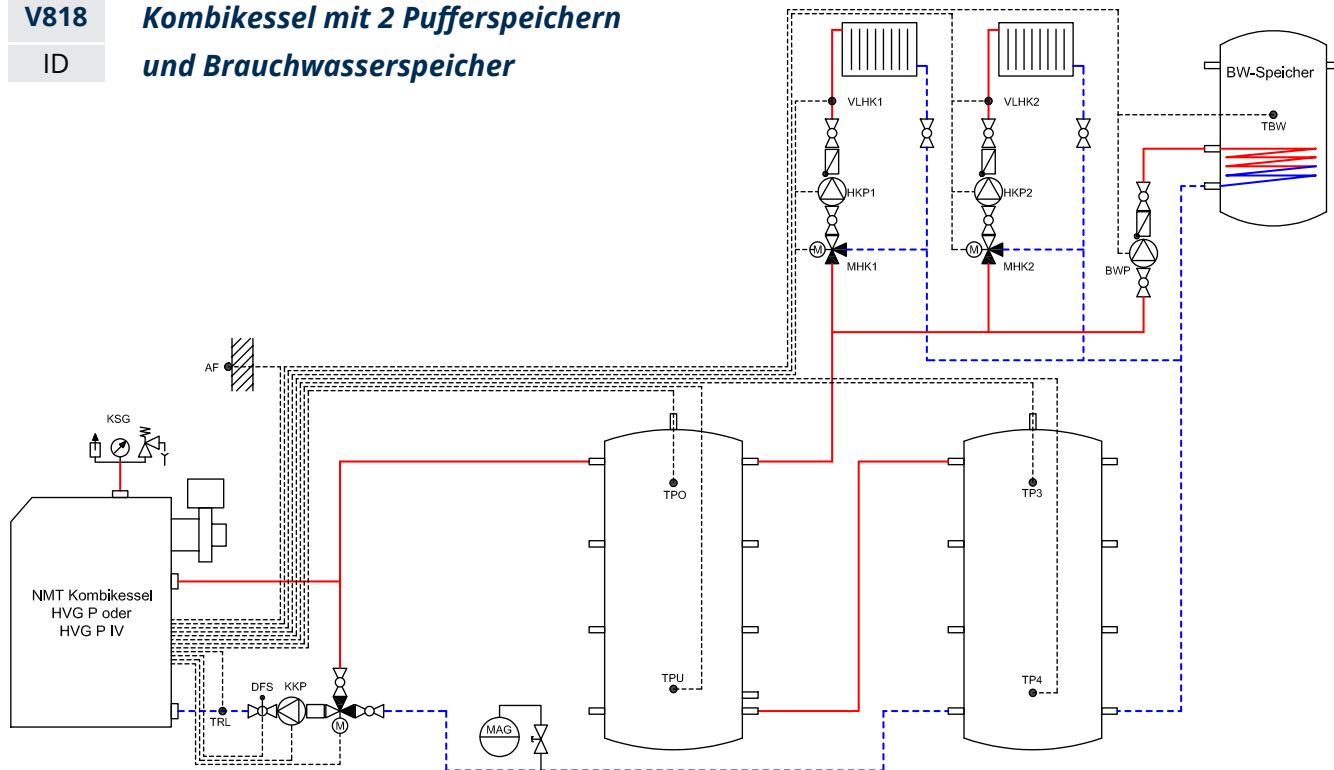 V818 Kombikessel mit 2 Pufferspeichern
ID und Brauchwasserspeicher
BW-Speicher
VLHK1
VLHK2
TBW
HKP1
HKP2
M
M
MHK1
MHK2
BWP
AF
KSG
TPO
TP3
NMT Kombikessel
HVG P oder
HVG P IV
TPU
TP4
DFS
KKP
TRL
M
MAG